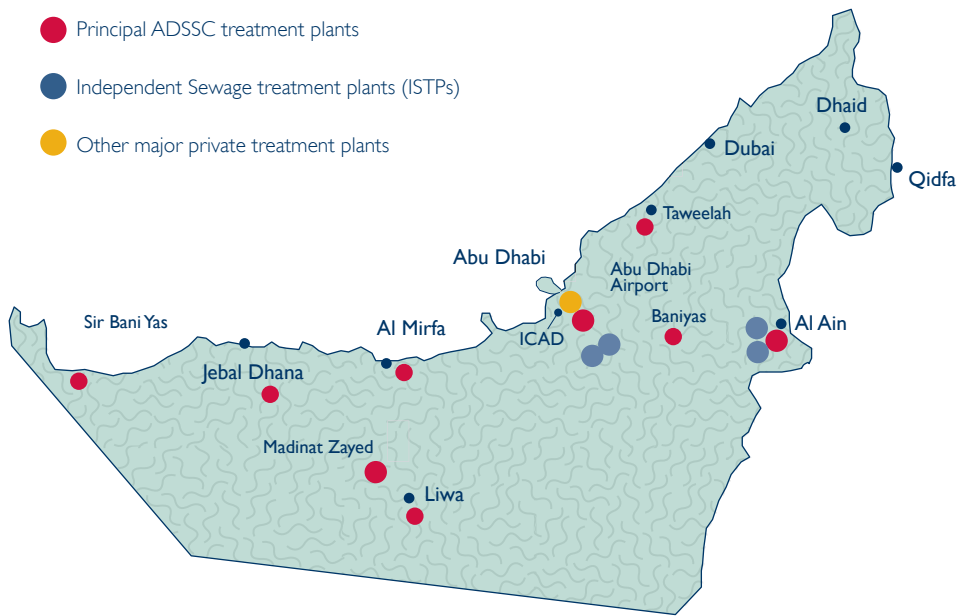 Principal ADSSC treatment plants
Independent Sewage treatment plants (ISTPs)
Other major private treatment plants
Dhaid
Dubai
Qidfa
Taweelah
Abu Dhabi
Abu Dhabi
Airport
Sir Bani Yas
Al Mirfa
ICAD
Baniyas
Al Ain
Jebal Dhana
Madinat Zayed
Liwa